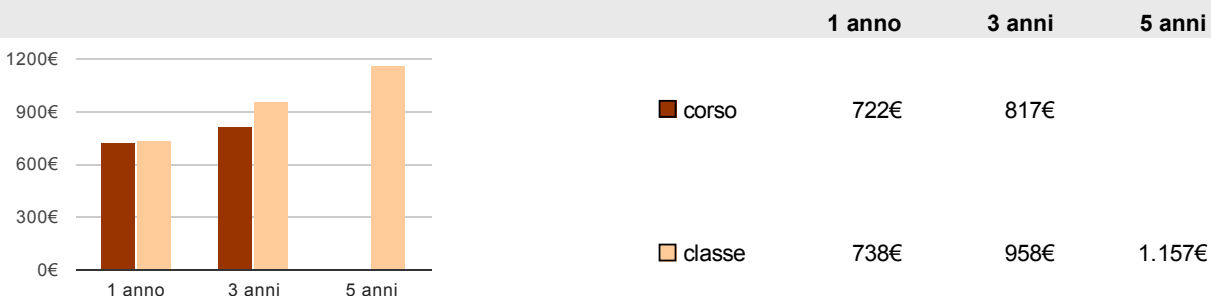 1 anno 3 anni 5 anni
1200€
900€
600€
300€
0€
1 anno 3 anni 5 anni
corso 722€ 817€
classe 738€ 958€ 1.157€